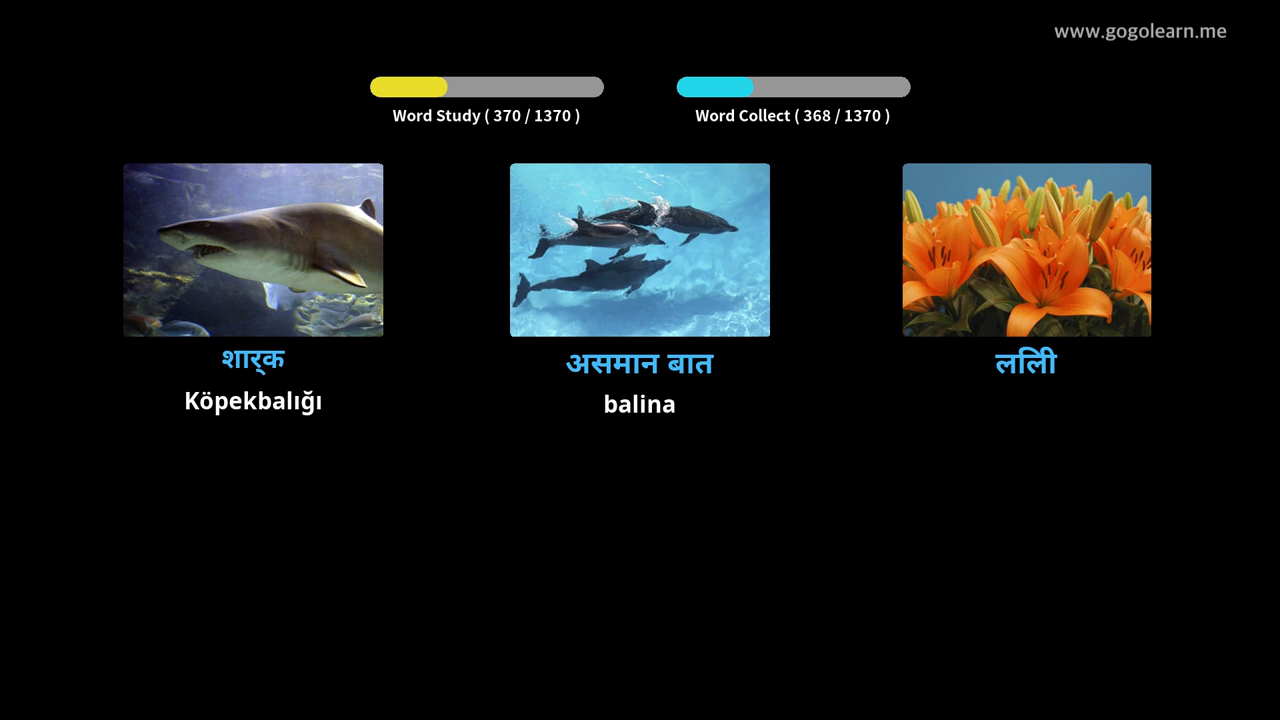 www.gogolearn.me
Word Study ( 370 / 1370 )
Word Collect ( 368 / 1370 )
शार्क
असमान बात
लिली
Köpekbalığı
balina